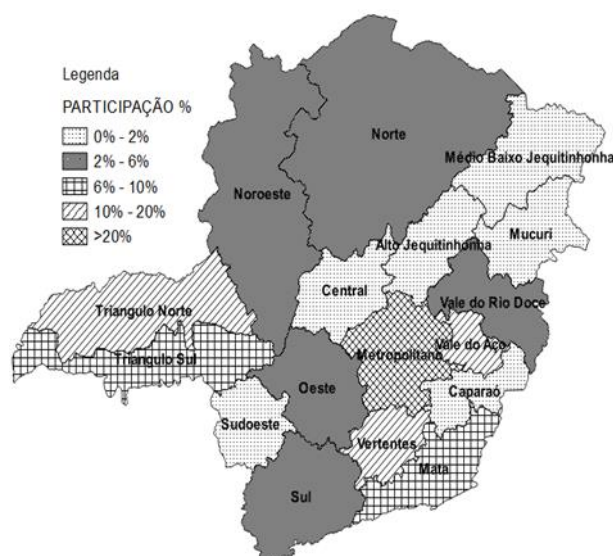 Legenda
PARTICIPAÇÃO %
0% - 2%
2% - 6%
6% - 10%
10% - 20%
>20%
Norte
Médio Baixo Jequitinhonha
Noroeste
Mucuri
Alto Jequitinhonha
Central
Vale do Rio Doce
Triangulo Norte
Vale do Aço
Metropolitano
Triangulo Sul
Oeste
Caparaó
Sudoeste
Vertentes
Mata
Sul